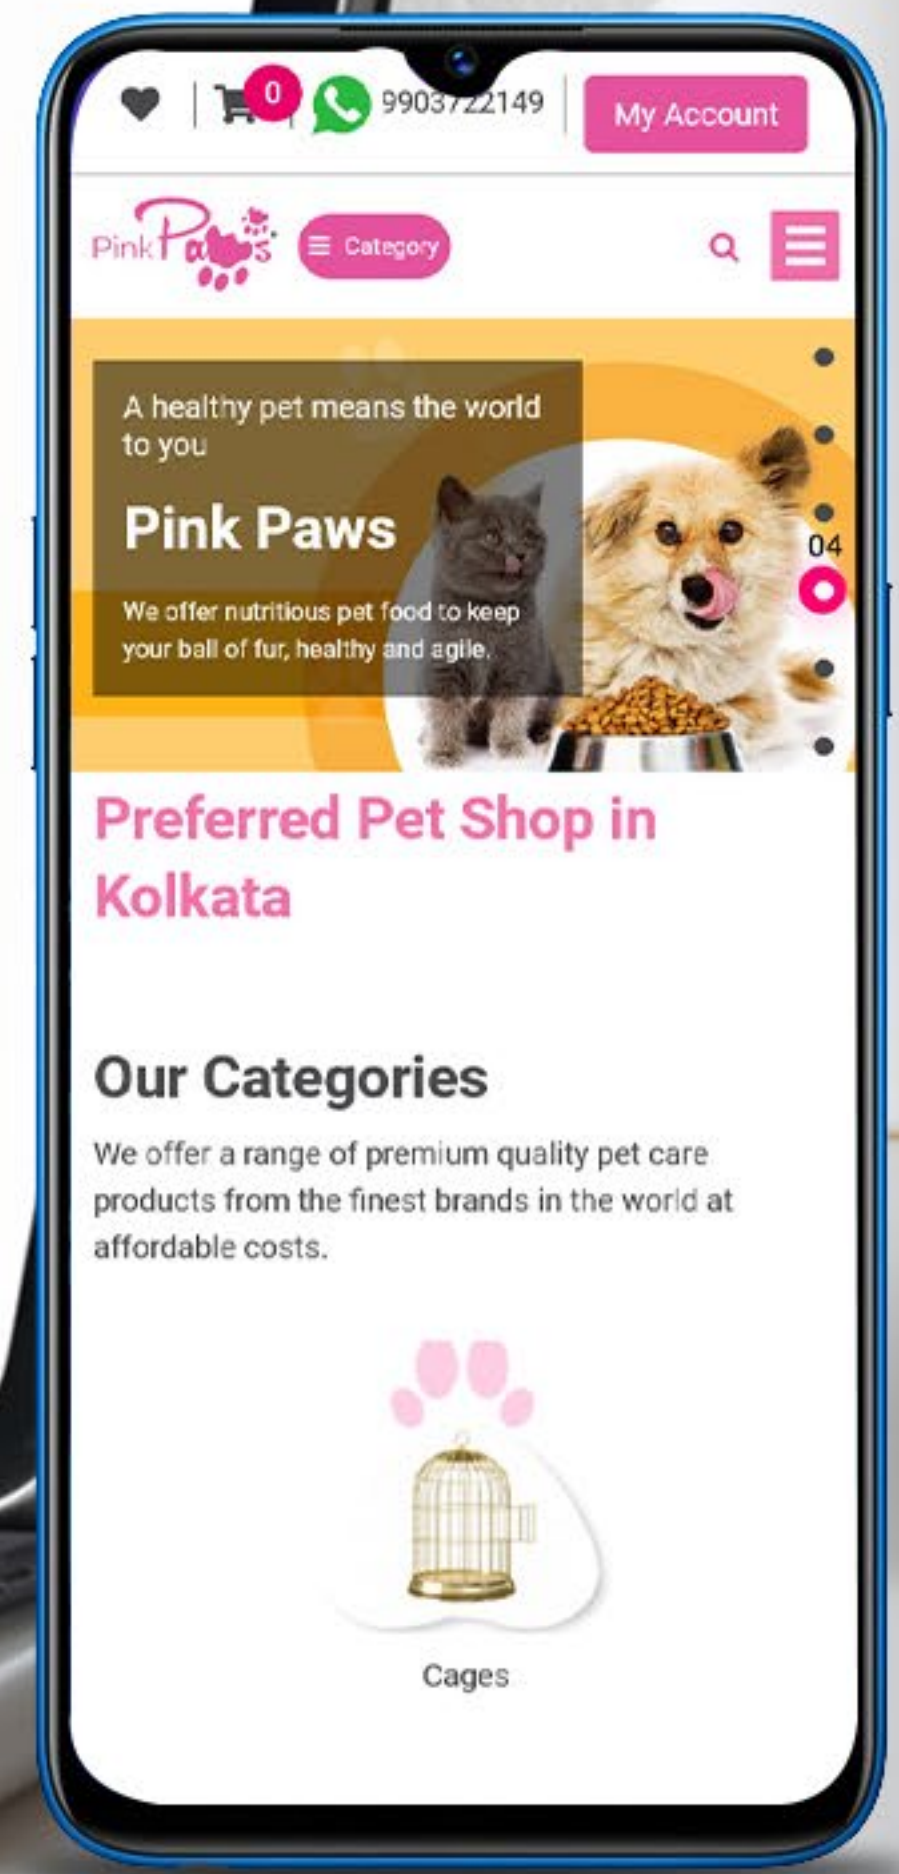 0
9903722149
My Account
Pink Paws
Category
A healthy pet means the world
to you
Pink Paws
We offer nutritious pet food to keep
your ball of fur, healthy and agile.
04
Preferred Pet Shop in
Kolkata
Our Categories
We offer a range of premium quality pet care
products from the finest brands in the world at
affordable costs.
Cages